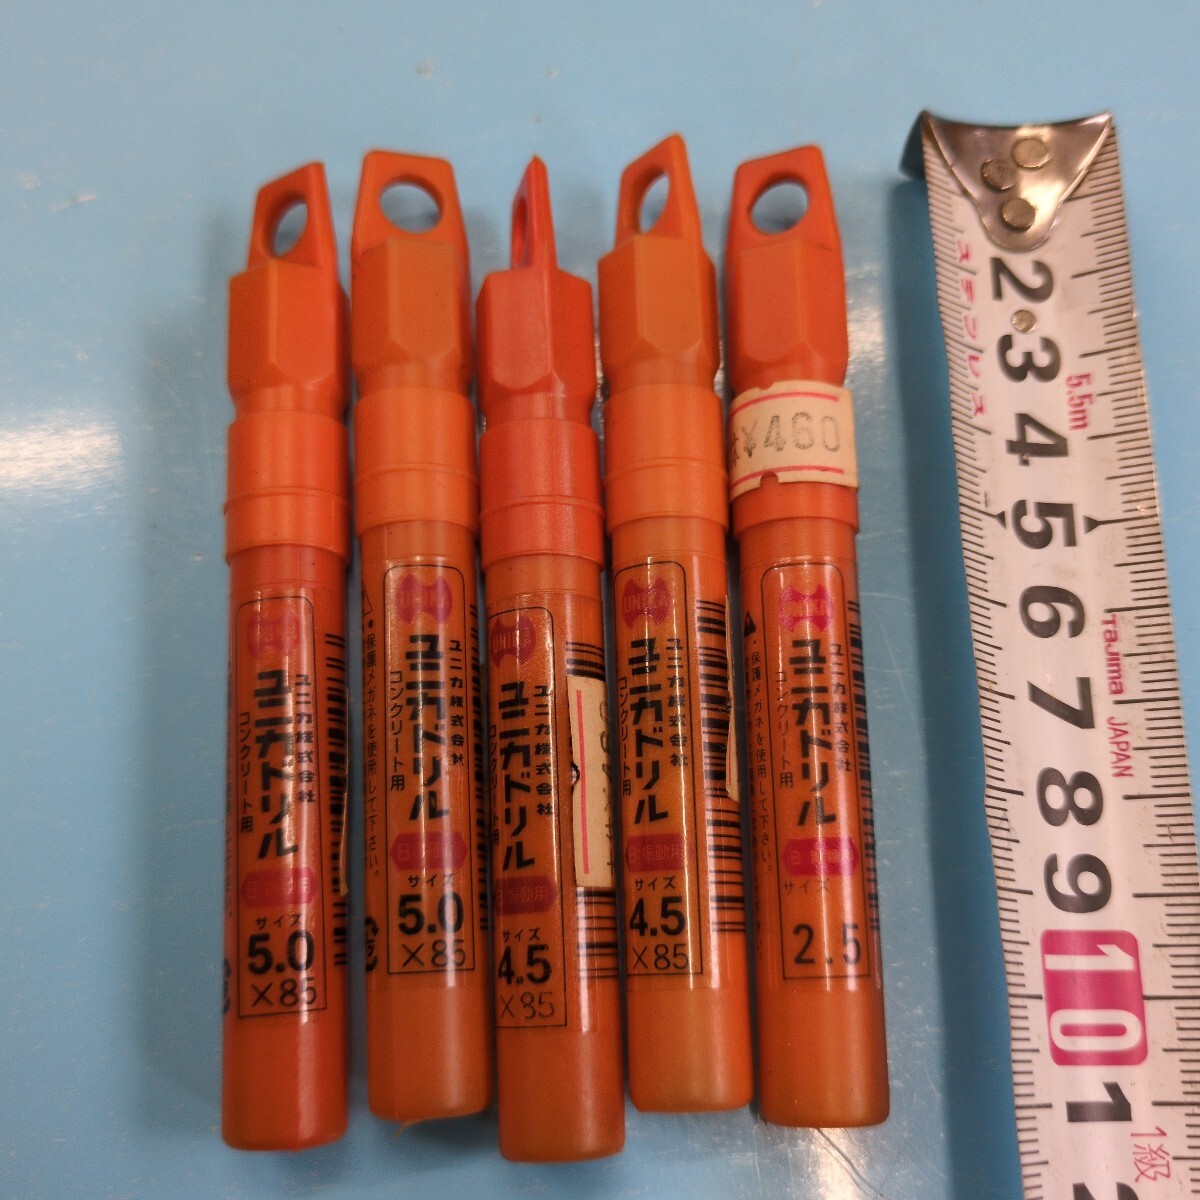 ユニカ株式会社
ユニカドリル
コンクリート用
サイズ
5.0
×85
・保護メガネを使用して下さい。
UNIKA
ユニカ株式会社
ユニカドリル
コンクリート用
サイズ
5.0
×85
ユニカ株式会社
ユニカドリル
コンクリート用
サイズ
4.5
×85
UNIKA
ユニカ株式会社
ユニカドリル
コンクリート用
B・振動用
サイズ
4.5
×85
¥460
・保護メガネを使用して下さい。
UNIKA
ユニカ株式会社
ユニカドリル
コンクリート用
サイズ
2.5
ステンレス
5.5m
Tajima JAPAN
1級
2
3
4
5
6
7
8
9
10
1